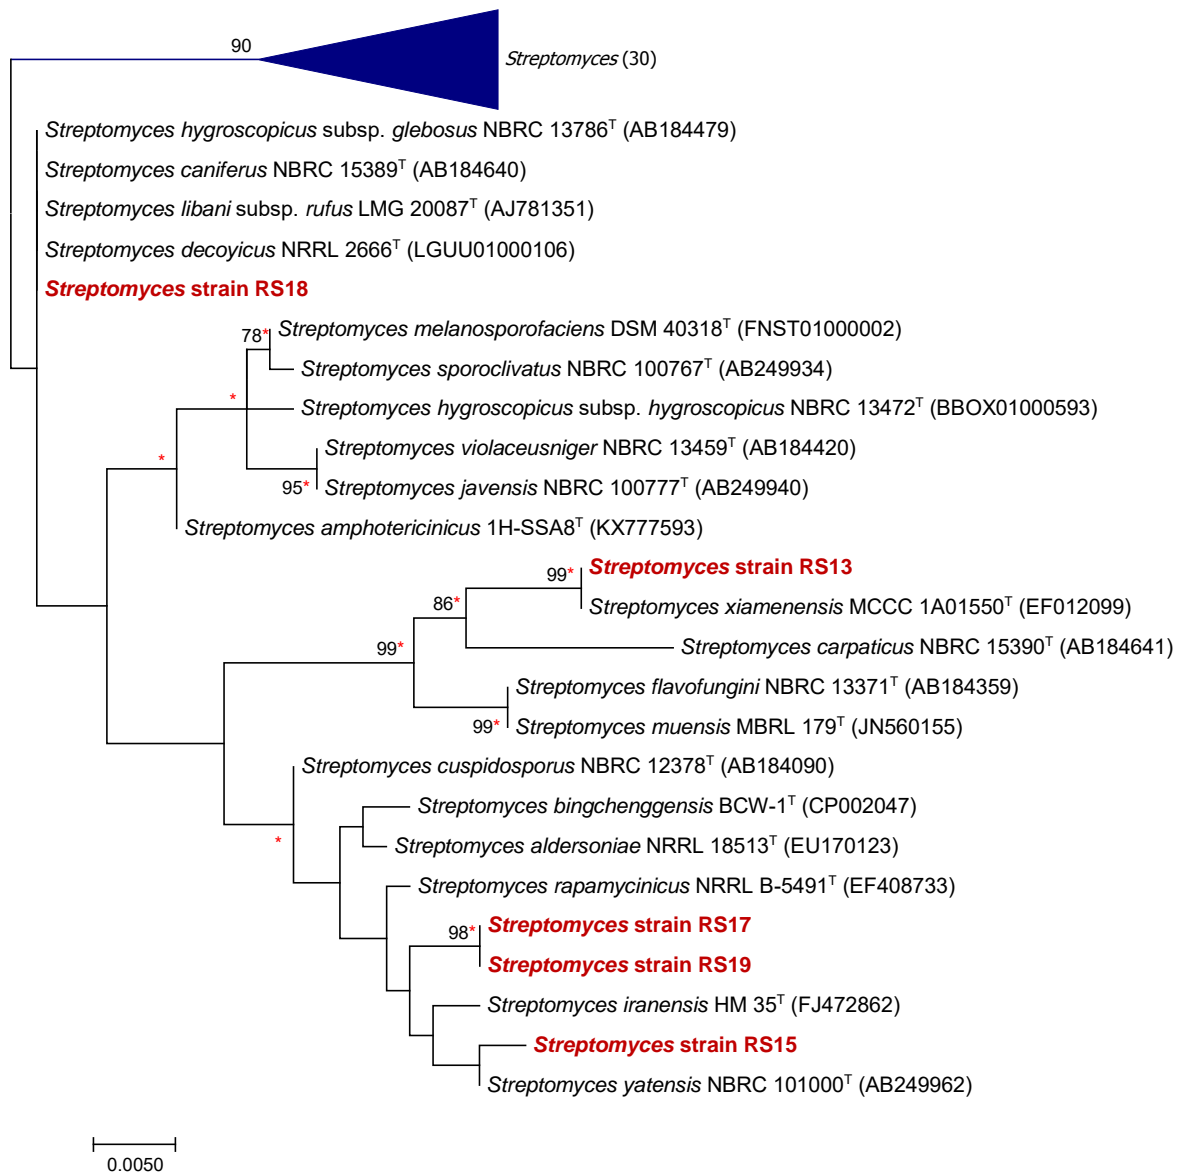 90
Streptomyces (30)
Streptomyces hygroscopicus subsp. glebosus NBRC 13786T (AB184479)
Streptomyces caniferus NBRC 15389T (AB184640)
Streptomyces libani subsp. rufus LMG 20087T (AJ781351)
Streptomyces decoyicus NRRL 2666T (LGUU01000106)
Streptomyces strain RS18
78* Streptomyces melanosporofaciens DSM 40318T (FNST01000002)
Streptomyces sporoclivatus NBRC 100767T (AB249934)
* Streptomyces hygroscopicus subsp. hygroscopicus NBRC 13472T (BBOX01000593)
Streptomyces violaceusniger NBRC 13459T (AB184420)
*
95* Streptomyces javensis NBRC 100777T (AB249940)
Streptomyces amphotericinicus 1H-SSA8T (KX777593)
99* Streptomyces strain RS13
86* Streptomyces xiamenensis MCCC 1A01550T (EF012099)
99* Streptomyces carpaticus NBRC 15390T (AB184641)
Streptomyces flavofungini NBRC 13371T (AB184359)
99* Streptomyces muensis MBRL 179T (JN560155)
Streptomyces cuspidosporus NBRC 12378T (AB184090)
Streptomyces bingchenggensis BCW-1T (CP002047)
* Streptomyces aldersoniae NRRL 18513T (EU170123)
Streptomyces rapamycinicus NRRL B-5491T (EF408733)
98* Streptomyces strain RS17
Streptomyces strain RS19
Streptomyces iranensis HM 35T (FJ472862)
Streptomyces strain RS15
Streptomyces yatensis NBRC 101000T (AB249962)
0.0050